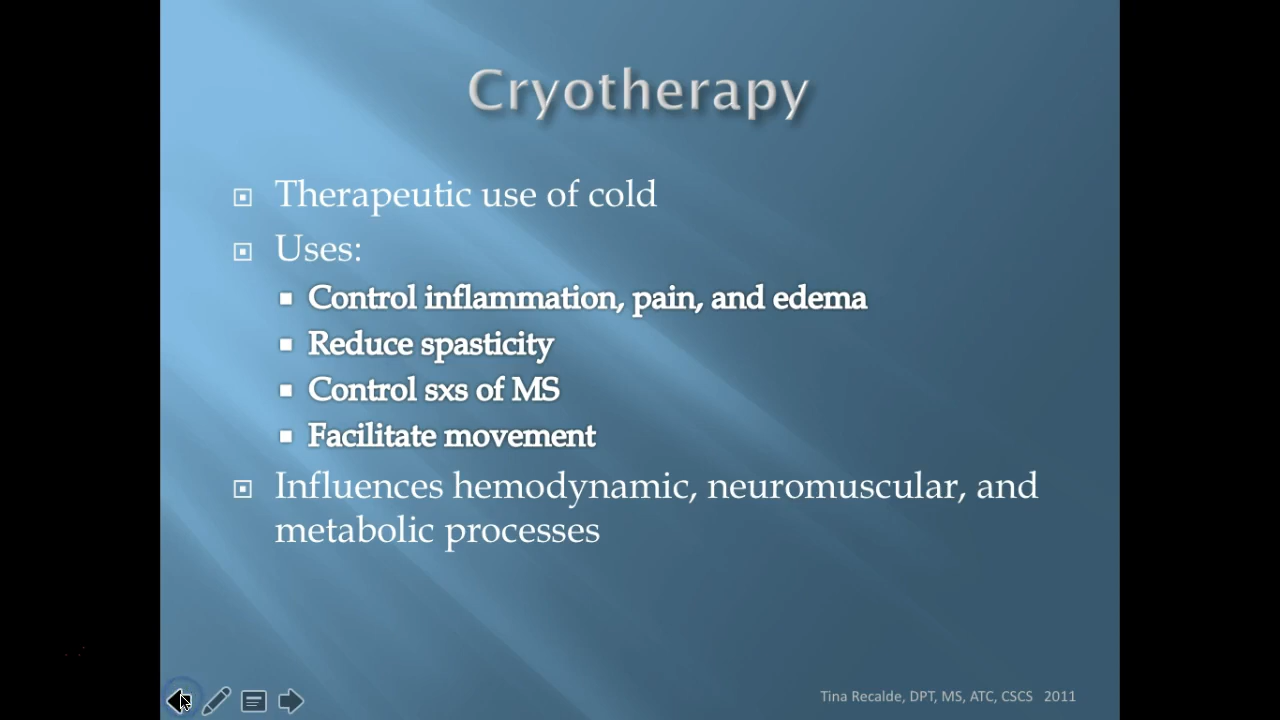 Cryotherapy
Therapeutic use of cold
Uses:
Control inflammation, pain, and edema
Reduce spasticity
Control sxs of MS
Facilitate movement
Influences hemodynamic, neuromuscular, and
metabolic processes
Tina Recalde, DPT, MS, ATC, CSCS 2011